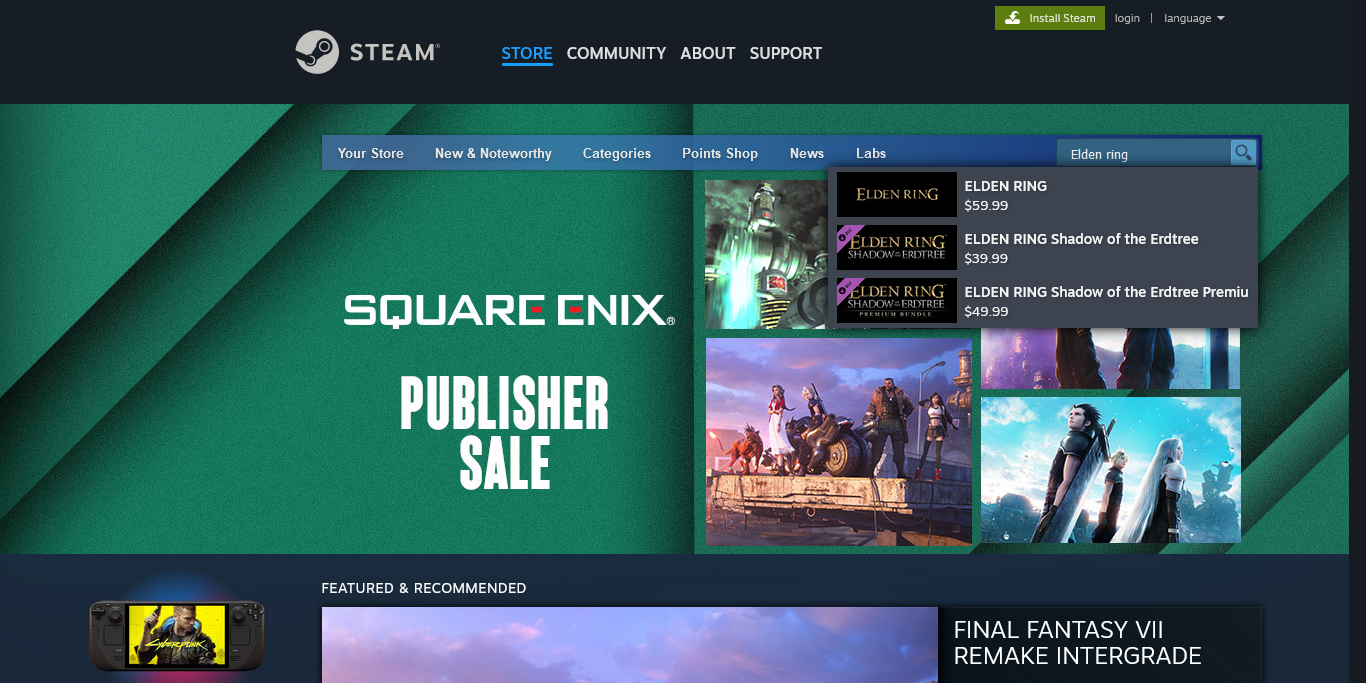 Install Steam login | language
STEAM®
STORE COMMUNITY ABOUT SUPPORT
Your Store New & Noteworthy Categories Points Shop News Labs Elden ring
ELDEN RING
ELDEN RING
$59.99
ELDEN RING
SHADOW OF THE ERDTREE
ELDEN RING Shadow of the Erdtree
$39.99
ELDEN RING
SHADOW OF THE ERDTREE
PREMIUM BUNDLE
ELDEN RING Shadow of the Erdtree Premiu
$49.99
SQUARE ENIX®
PUBLISHER
SALE
FEATURED & RECOMMENDED
CYBERPUNK
FINAL FANTASY VII
REMAKE INTERGRADE